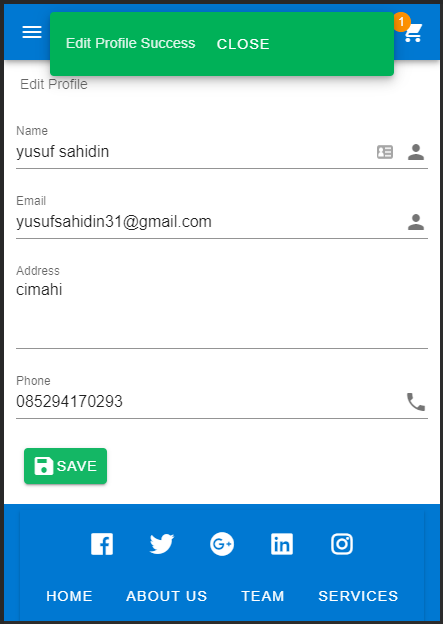 Edit Profile Success CLOSE
1
Edit Profile
Name
yusuf sahidin
Email
yusufsahidin31@gmail.com
Address
cimahi
Phone
085294170293
SAVE
HOME ABOUT US TEAM SERVICES